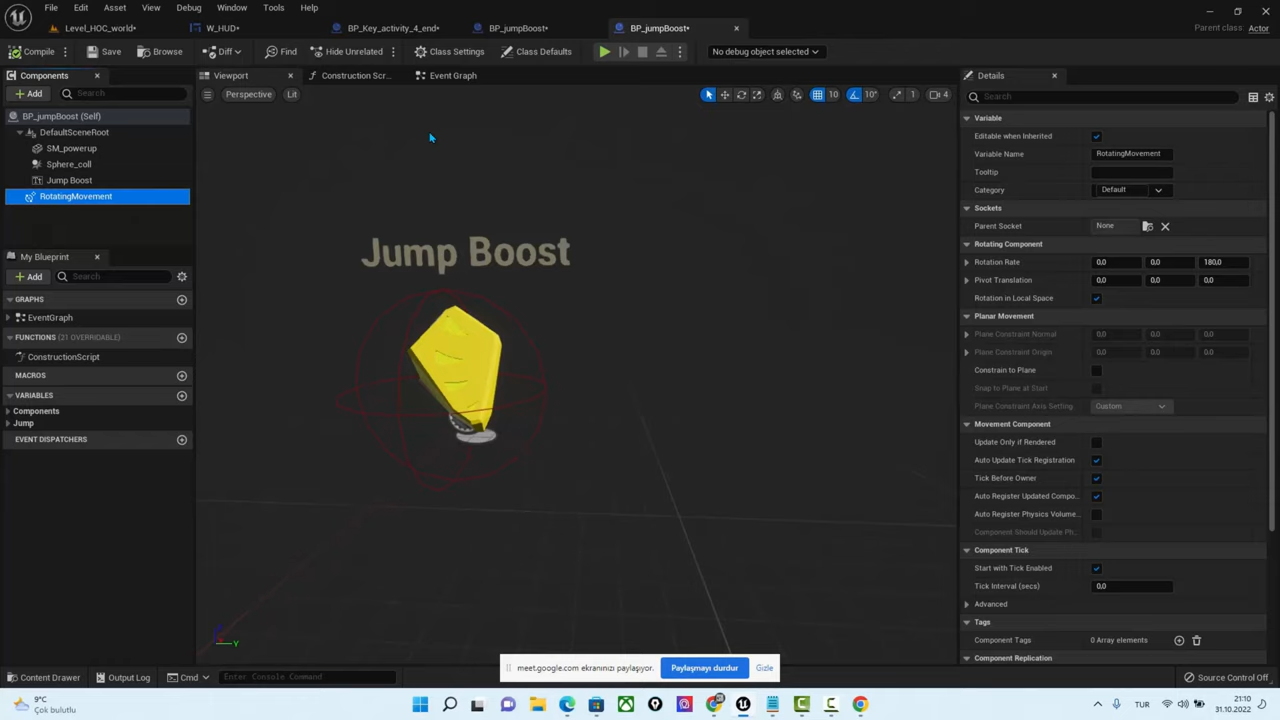 File Edit Asset View Debug Window Tools Help
Level_HOC_world• W_HUD• BP_Key_activity_4_end• BP_jumpBoost• BP_jumpBoost• Parent class: Actor
Compile Save Browse Diff Find Hide Unrelated Class Settings Class Defaults No debug object selected
Components Viewport Construction Scr... Event Graph Details
Add Search Perspective Lit 10 10° 1 4 Search
BP_jumpBoost (Self)
DefaultSceneRoot
SM_powerup
Sphere_coll
Jump Boost
RotatingMovement
My Blueprint
Add Search
GRAPHS
EventGraph
FUNCTIONS (21 OVERRIDABLE)
ConstructionScript
MACROS
VARIABLES
Components
Jump
EVENT DISPATCHERS
Jump Boost
Y
Variable
Editable when Inherited
Variable Name RotatingMovement
Tooltip
Category Default
Sockets
Parent Socket None
Rotating Component
Rotation Rate 0,0 0,0 180,0
Pivot Translation 0,0 0,0 0,0
Rotation in Local Space
Planar Movement
Plane Constraint Normal 0,0 0,0 0,0
Plane Constraint Origin 0,0 0,0 0,0
Constrain to Plane
Snap to Plane at Start
Plane Constraint Axis Setting Custom
Movement Component
Update Only if Rendered
Auto Update Tick Registration
Tick Before Owner
Auto Register Updated Compo...
Auto Register Physics Volume...
Component Should Update Ph...
Component Tick
Start with Tick Enabled
Tick Interval (secs) 0,0
Advanced
Tags
Component Tags 0 Array elements
Component Replication
meet.google.com ekranınızı paylaşıyor. Paylaşmayı durdur Gizle
Output Log Cmd Enter Console Command Source Control Off
9°C
Çok bulutlu
TUR
21:10
31.10.2022